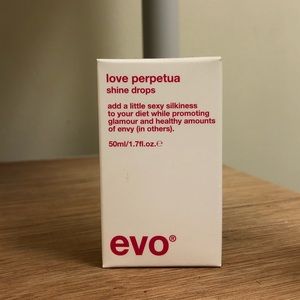 love perpetua
shine drops
add a little sexy silkiness
to your diet while promoting
glamour and healthy amounts
of envy (in others).
50ml/1.7fl.oz.℮
evo®